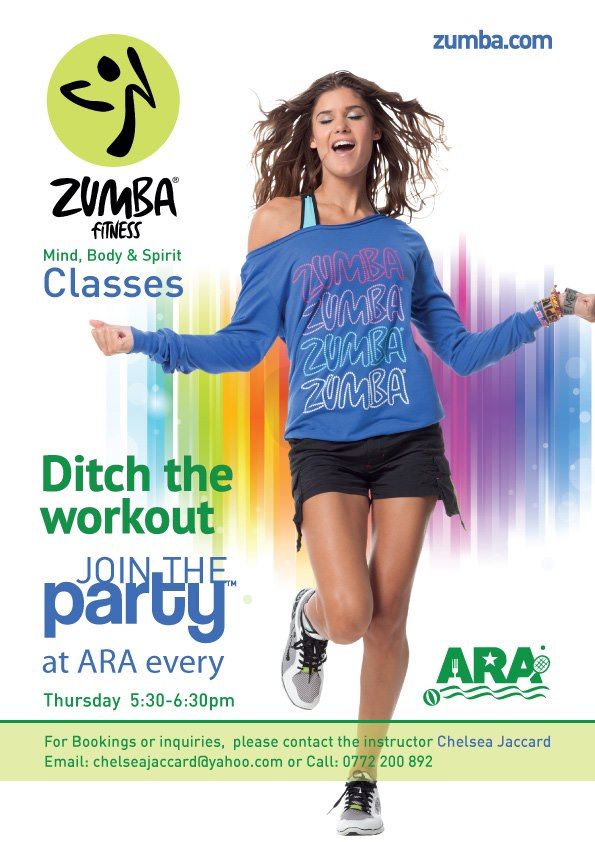 zumba.com
ZUMBA®
FITNESS
Mind, Body & Spirit
Classes
ZUMBA
ZUMBA
ZUMBA
ZUMBA®
Ditch the
workout
JOIN THE
party™
at ARA every
Thursday 5:30-6:30pm
ARA
For Bookings or inquiries, please contact the instructor Chelsea Jaccard
Email: chelseajaccard@yahoo.com or Call: 0772 200 892